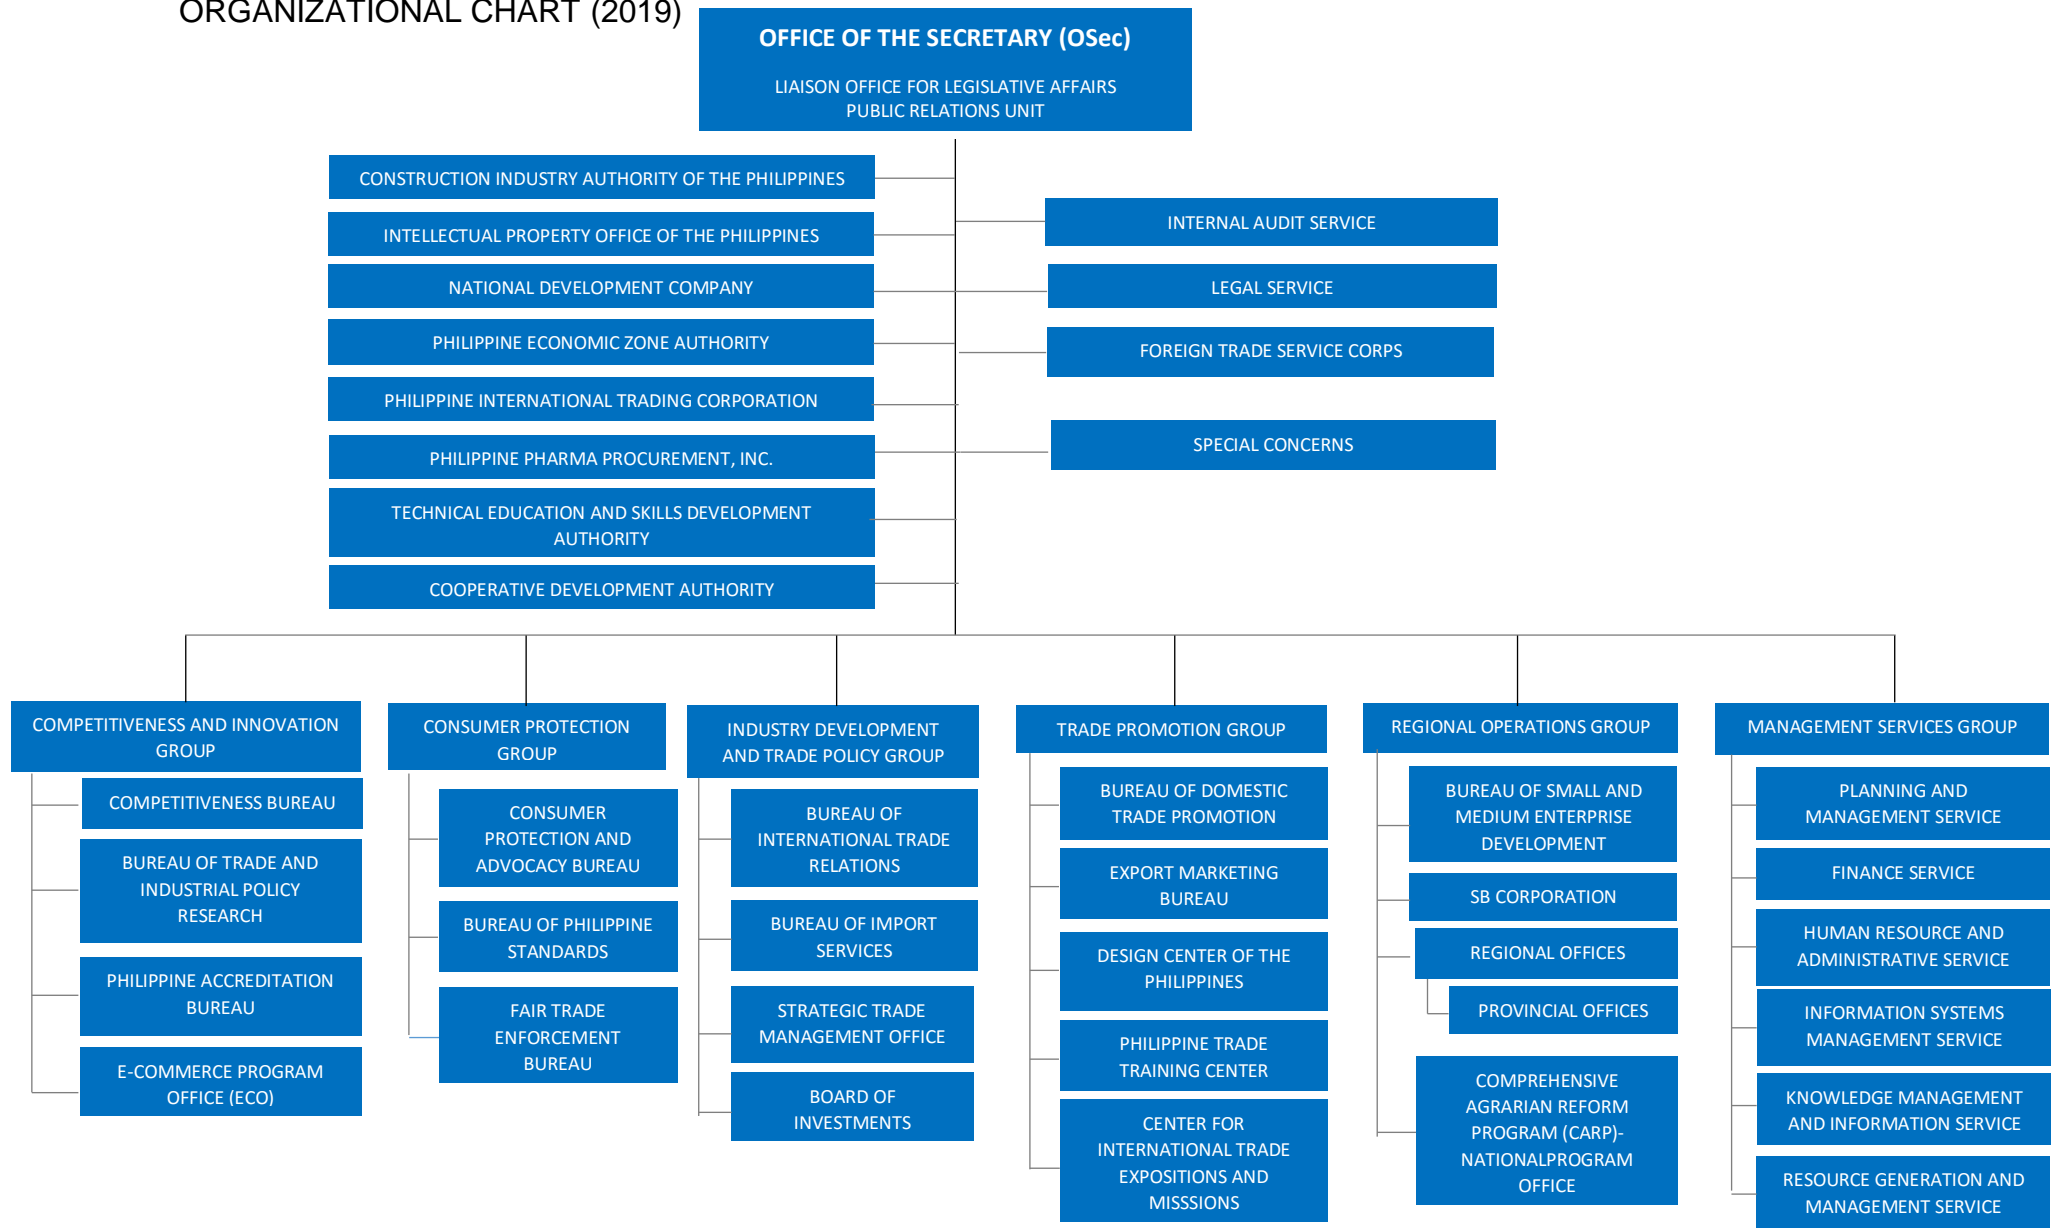 ORGANIZATIONAL CHART (2019)
OFFICE OF THE SECRETARY (OSec)
LIAISON OFFICE FOR LEGISLATIVE AFFAIRS
PUBLIC RELATIONS UNIT
CONSTRUCTION INDUSTRY AUTHORITY OF THE PHILIPPINES
INTELLECTUAL PROPERTY OFFICE OF THE PHILIPPINES
NATIONAL DEVELOPMENT COMPANY
PHILIPPINE ECONOMIC ZONE AUTHORITY
PHILIPPINE INTERNATIONAL TRADING CORPORATION
PHILIPPINE PHARMA PROCUREMENT, INC.
TECHNICAL EDUCATION AND SKILLS DEVELOPMENT
AUTHORITY
COOPERATIVE DEVELOPMENT AUTHORITY
INTERNAL AUDIT SERVICE
LEGAL SERVICE
FOREIGN TRADE SERVICE CORPS
SPECIAL CONCERNS
COMPETITIVENESS AND INNOVATION
GROUP
COMPETITIVENESS BUREAU
BUREAU OF TRADE AND
INDUSTRIAL POLICY
RESEARCH
PHILIPPINE ACCREDITATION
BUREAU
E-COMMERCE PROGRAM
OFFICE (ECO)
CONSUMER PROTECTION
GROUP
CONSUMER
PROTECTION AND
ADVOCACY BUREAU
BUREAU OF PHILIPPINE
STANDARDS
FAIR TRADE
ENFORCEMENT
BUREAU
INDUSTRY DEVELOPMENT
AND TRADE POLICY GROUP
BUREAU OF
INTERNATIONAL TRADE
RELATIONS
BUREAU OF IMPORT
SERVICES
STRATEGIC TRADE
MANAGEMENT OFFICE
BOARD OF
INVESTMENTS
TRADE PROMOTION GROUP
BUREAU OF DOMESTIC
TRADE PROMOTION
EXPORT MARKETING
BUREAU
DESIGN CENTER OF THE
PHILIPPINES
PHILIPPINE TRADE
TRAINING CENTER
CENTER FOR
INTERNATIONAL TRADE
EXPOSITIONS AND
MISSSIONS
REGIONAL OPERATIONS GROUP
BUREAU OF SMALL AND
MEDIUM ENTERPRISE
DEVELOPMENT
SB CORPORATION
REGIONAL OFFICES
PROVINCIAL OFFICES
COMPREHENSIVE
AGRARIAN REFORM
PROGRAM (CARP)-
NATIONALPROGRAM
OFFICE
MANAGEMENT SERVICES GROUP
PLANNING AND
MANAGEMENT SERVICE
FINANCE SERVICE
HUMAN RESOURCE AND
ADMINISTRATIVE SERVICE
INFORMATION SYSTEMS
MANAGEMENT SERVICE
KNOWLEDGE MANAGEMENT
AND INFORMATION SERVICE
RESOURCE GENERATION AND
MANAGEMENT SERVICE